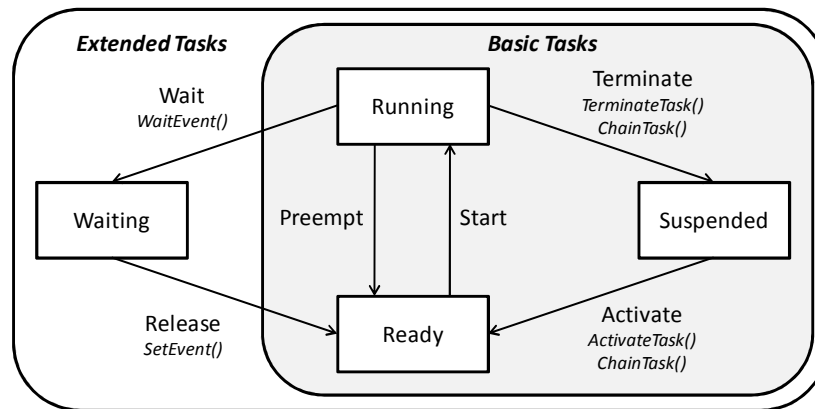 Extended Tasks
Basic Tasks
Wait
WaitEvent()
Running
Terminate
TerminateTask()
ChainTask()
Waiting
Preempt
Start
Suspended
Release
SetEvent()
Ready
Activate
ActivateTask()
ChainTask()